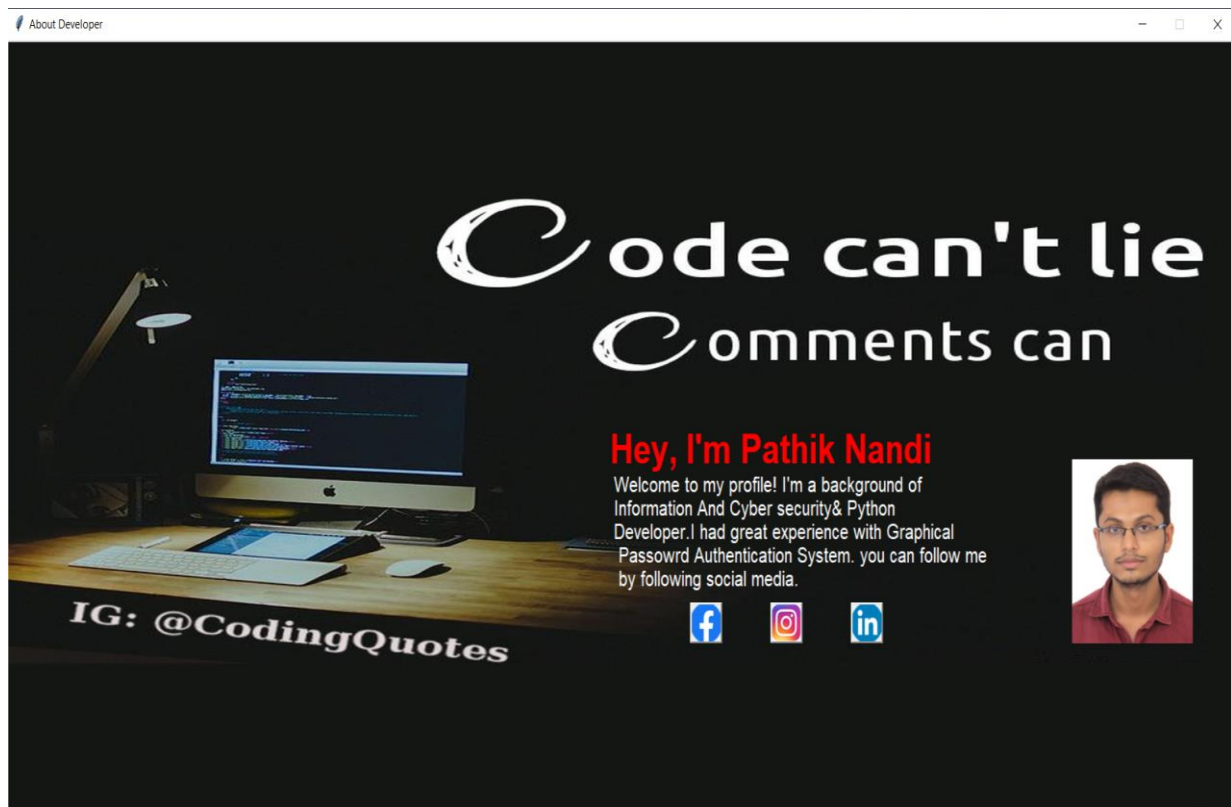 About Developer
Code can't lie
Comments can
Hey, I'm Pathik Nandi
Welcome to my profile! I'm a background of
Information And Cyber security& Python
Developer.I had great experience with Graphical
Passowrd Authentication System. you can follow me
by following social media.
IG: @CodingQuotes